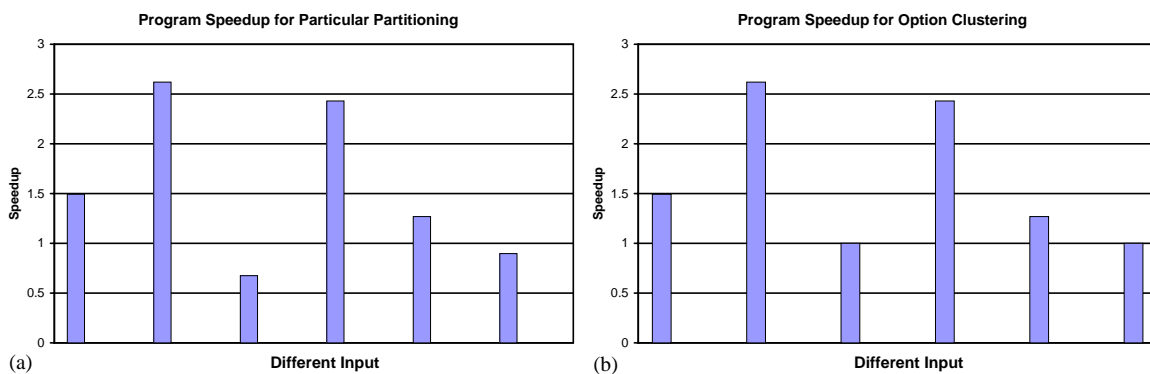 Program Speedup for Particular Partitioning
3
2.5
2
1.5
1
0.5
0
Speedup
Different Input
(a)
Program Speedup for Option Clustering
3
2.5
2
1.5
1
0.5
0
Speedup
Different Input
(b)